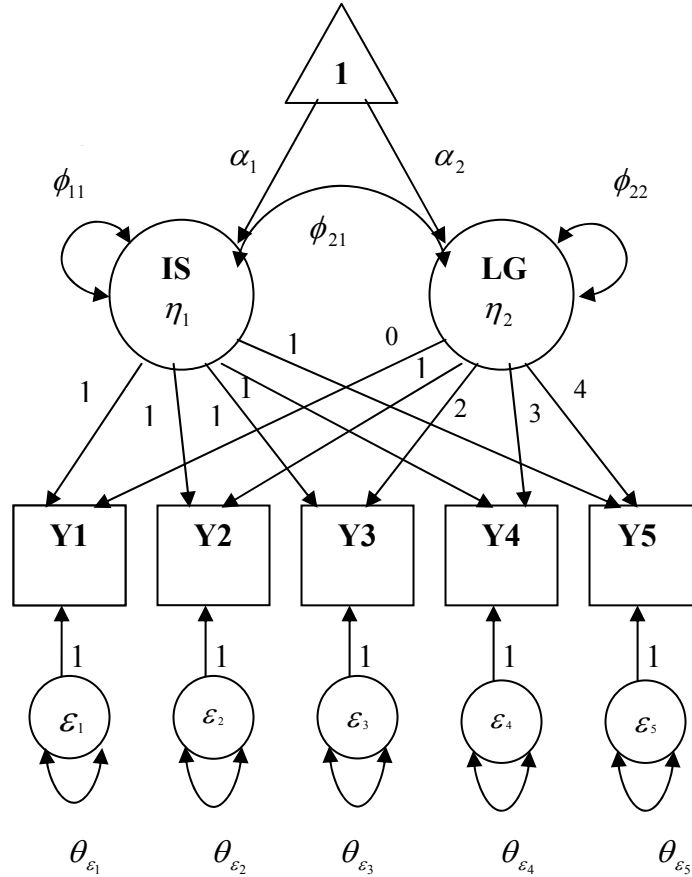 1
α₁ α₂
ϕ₁₁ ϕ₂₂
ϕ₂₁
IS LG
η₁ η₂
1 0
1 1 1 1 1 2 3 4
Y1 Y2 Y3 Y4 Y5
1 1 1 1 1
ε₁ ε₂ ε₃ ε₄ ε₅
θε₁ θε₂ θε₃ θε₄ θε₅